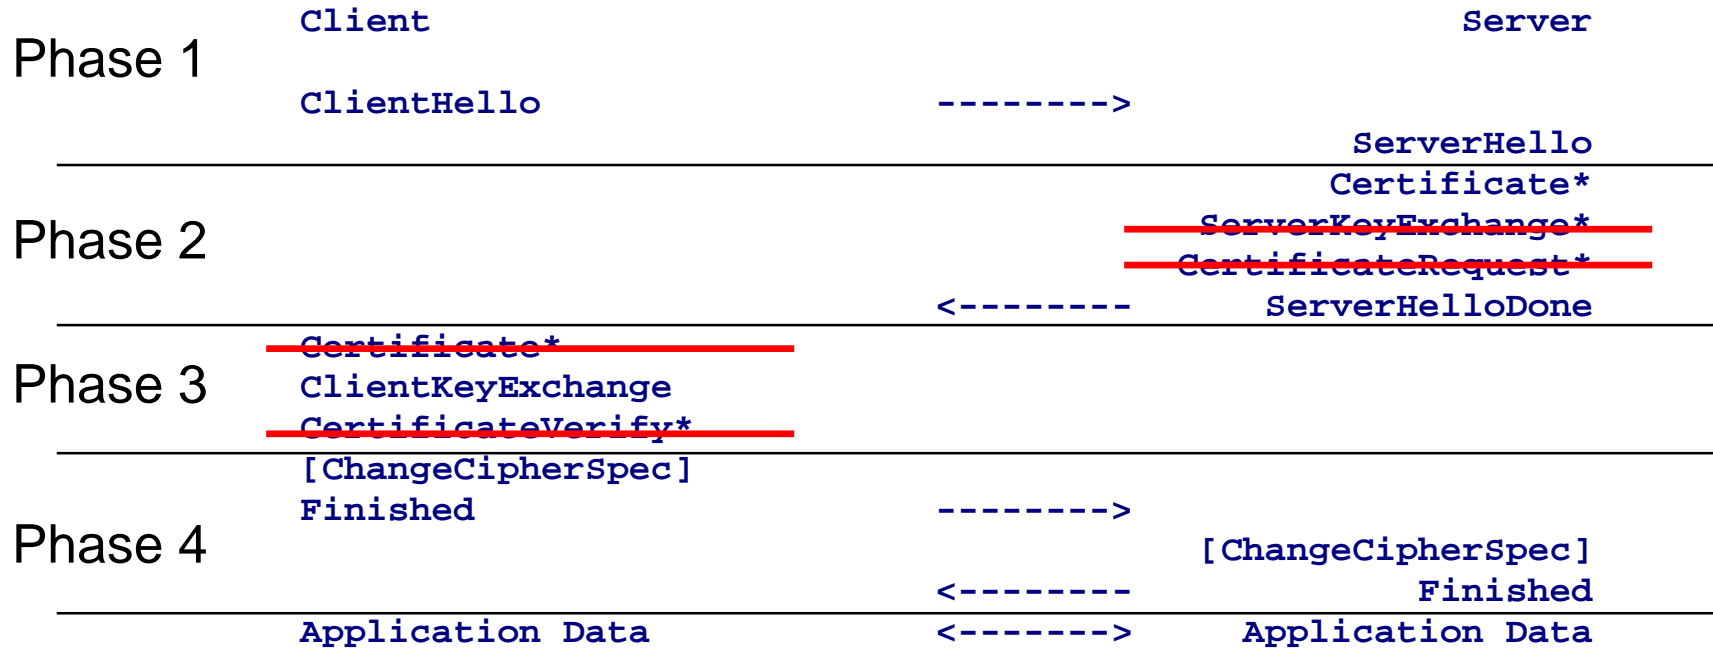 Client Server
Phase 1
ClientHello -------->
ServerHello
Certificate*
Phase 2
ServerKeyExchange*
CertificateRequest*
<-------- ServerHelloDone
Certificate*
Phase 3
ClientKeyExchange
CertificateVerify*
[ChangeCipherSpec]
Finished -------->
Phase 4
[ChangeCipherSpec]
<-------- Finished
Application Data <-------> Application Data